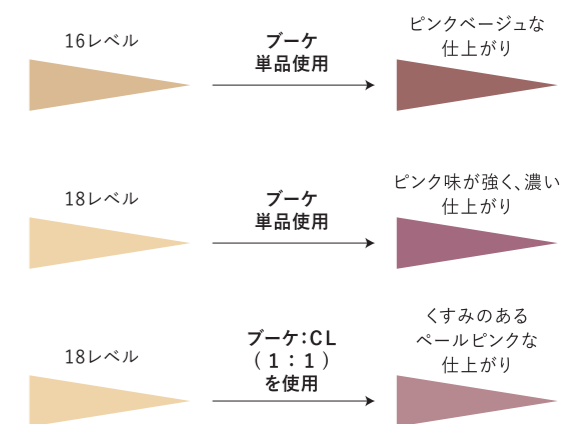 16レベル
ブーケ
単品使用
ピンクベージュな
仕上がり
18レベル
ブーケ
単品使用
ピンク味が強く、濃い
仕上がり
18レベル
ブーケ:CL
( 1 : 1 )
を使用
くすみのある
ペールピンクな
仕上がり